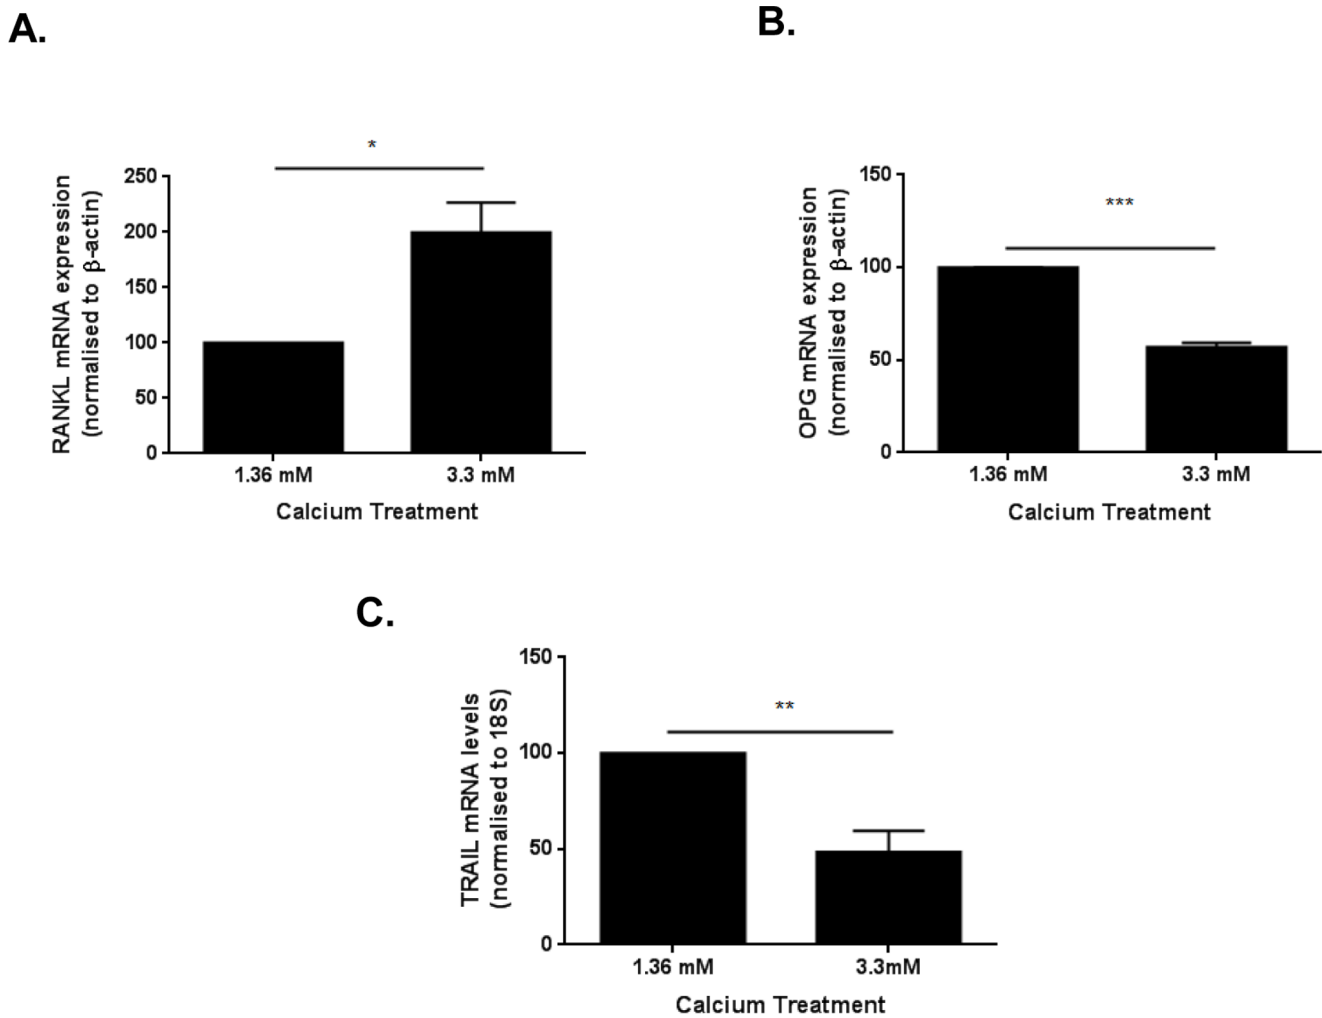 A.
*
RANKL mRNA expression
(normalised to β-actin)
250
200
150
100
50
0
1.36 mM
3.3 mM
Calcium Treatment
B.
***
OPG mRNA expression
(normalised to β-actin)
150
100
50
0
1.36 mM
3.3 mM
Calcium Treatment
C.
**
TRAIL mRNA levels
(normalised to 18S)
150
100
50
0
1.36 mM
3.3mM
Calcium Treatment